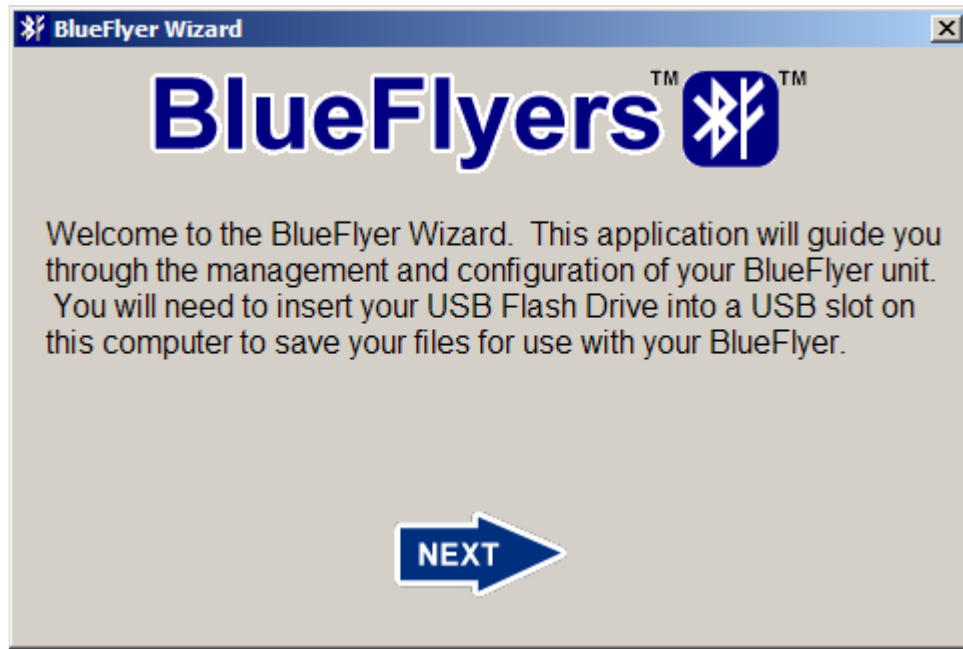 BlueFlyer Wizard
BlueFlyers™ ™
Welcome to the BlueFlyer Wizard.  This application will guide you
through the management and configuration of your BlueFlyer unit.
 You will need to insert your USB Flash Drive into a USB slot on
this computer to save your files for use with your BlueFlyer.
NEXT